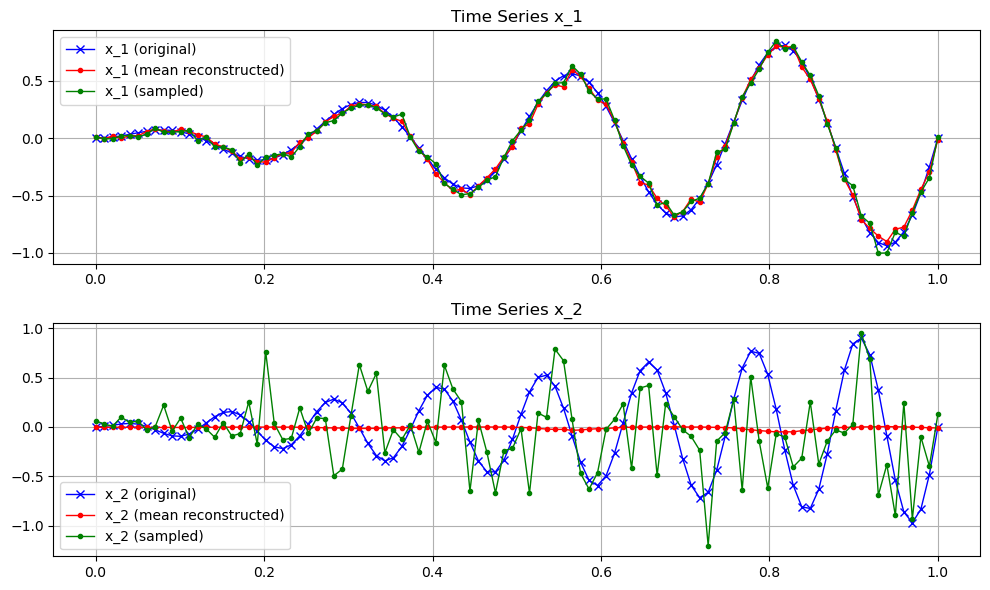 Time Series x_1
x_1 (original)
x_1 (mean reconstructed)
x_1 (sampled)
0.5
0.0
−0.5
−1.0
0.0 0.2 0.4 0.6 0.8 1.0
Time Series x_2
1.0
0.5
0.0
−0.5
−1.0
x_2 (original)
x_2 (mean reconstructed)
x_2 (sampled)
0.0 0.2 0.4 0.6 0.8 1.0